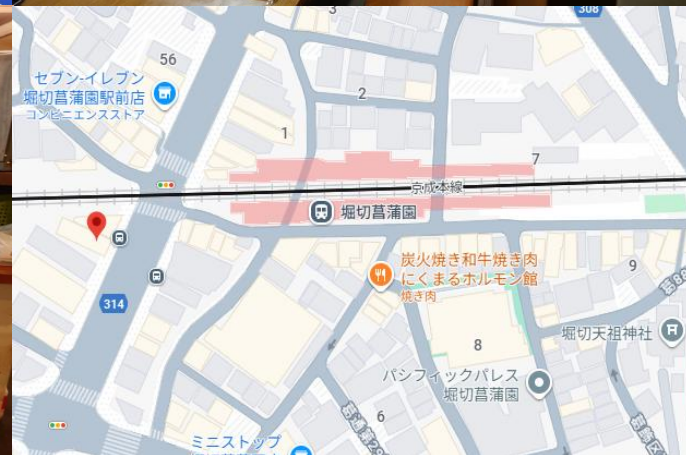 308
3
56
セブン-イレブン
堀切菖蒲園駅前店
コンビニエンスストア
2
1
7
京成本線
堀切菖蒲園
炭火焼き和牛焼き肉
にくまるホルモン館
焼き肉
9
314
堀切天祖神社
8
パシフィックパレス
堀切菖蒲園
6
ミニストップ